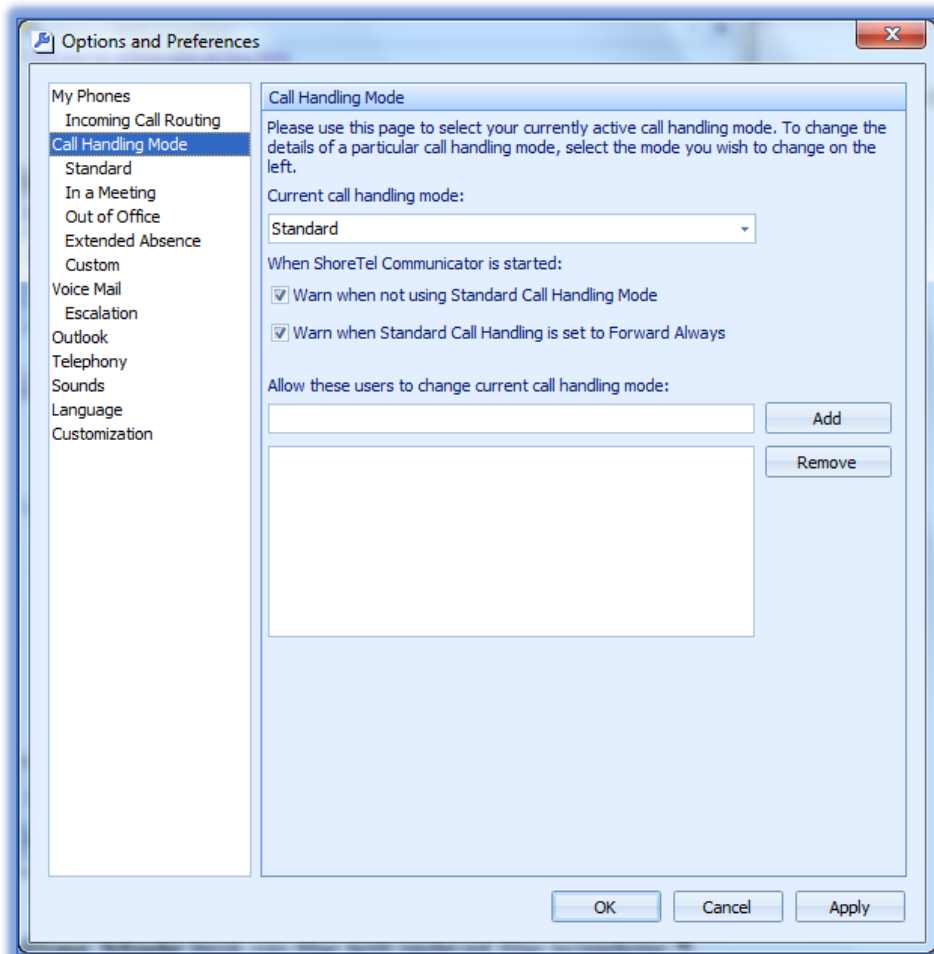 Options and Preferences
My Phones
Incoming Call Routing
Call Handling Mode
Standard
In a Meeting
Out of Office
Extended Absence
Custom
Voice Mail
Escalation
Outlook
Telephony
Sounds
Language
Customization
Call Handling Mode
Please use this page to select your currently active call handling mode. To change the
details of a particular call handling mode, select the mode you wish to change on the
left.
Current call handling mode:
Standard
When ShoreTel Communicator is started:
Warn when not using Standard Call Handling Mode
Warn when Standard Call Handling is set to Forward Always
Allow these users to change current call handling mode:
Add
Remove
OK
Cancel
Apply